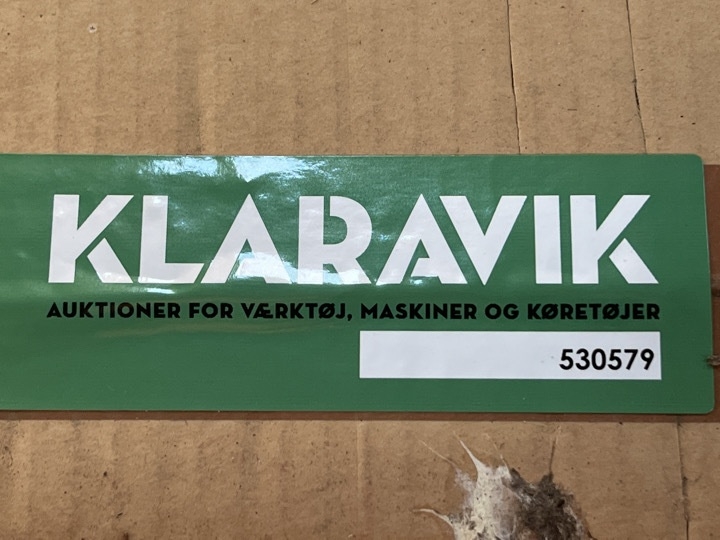 KLARAVIK
AUKTIONER FOR VÆRKTØJ, MASKINER OG KØRETØJER
530579